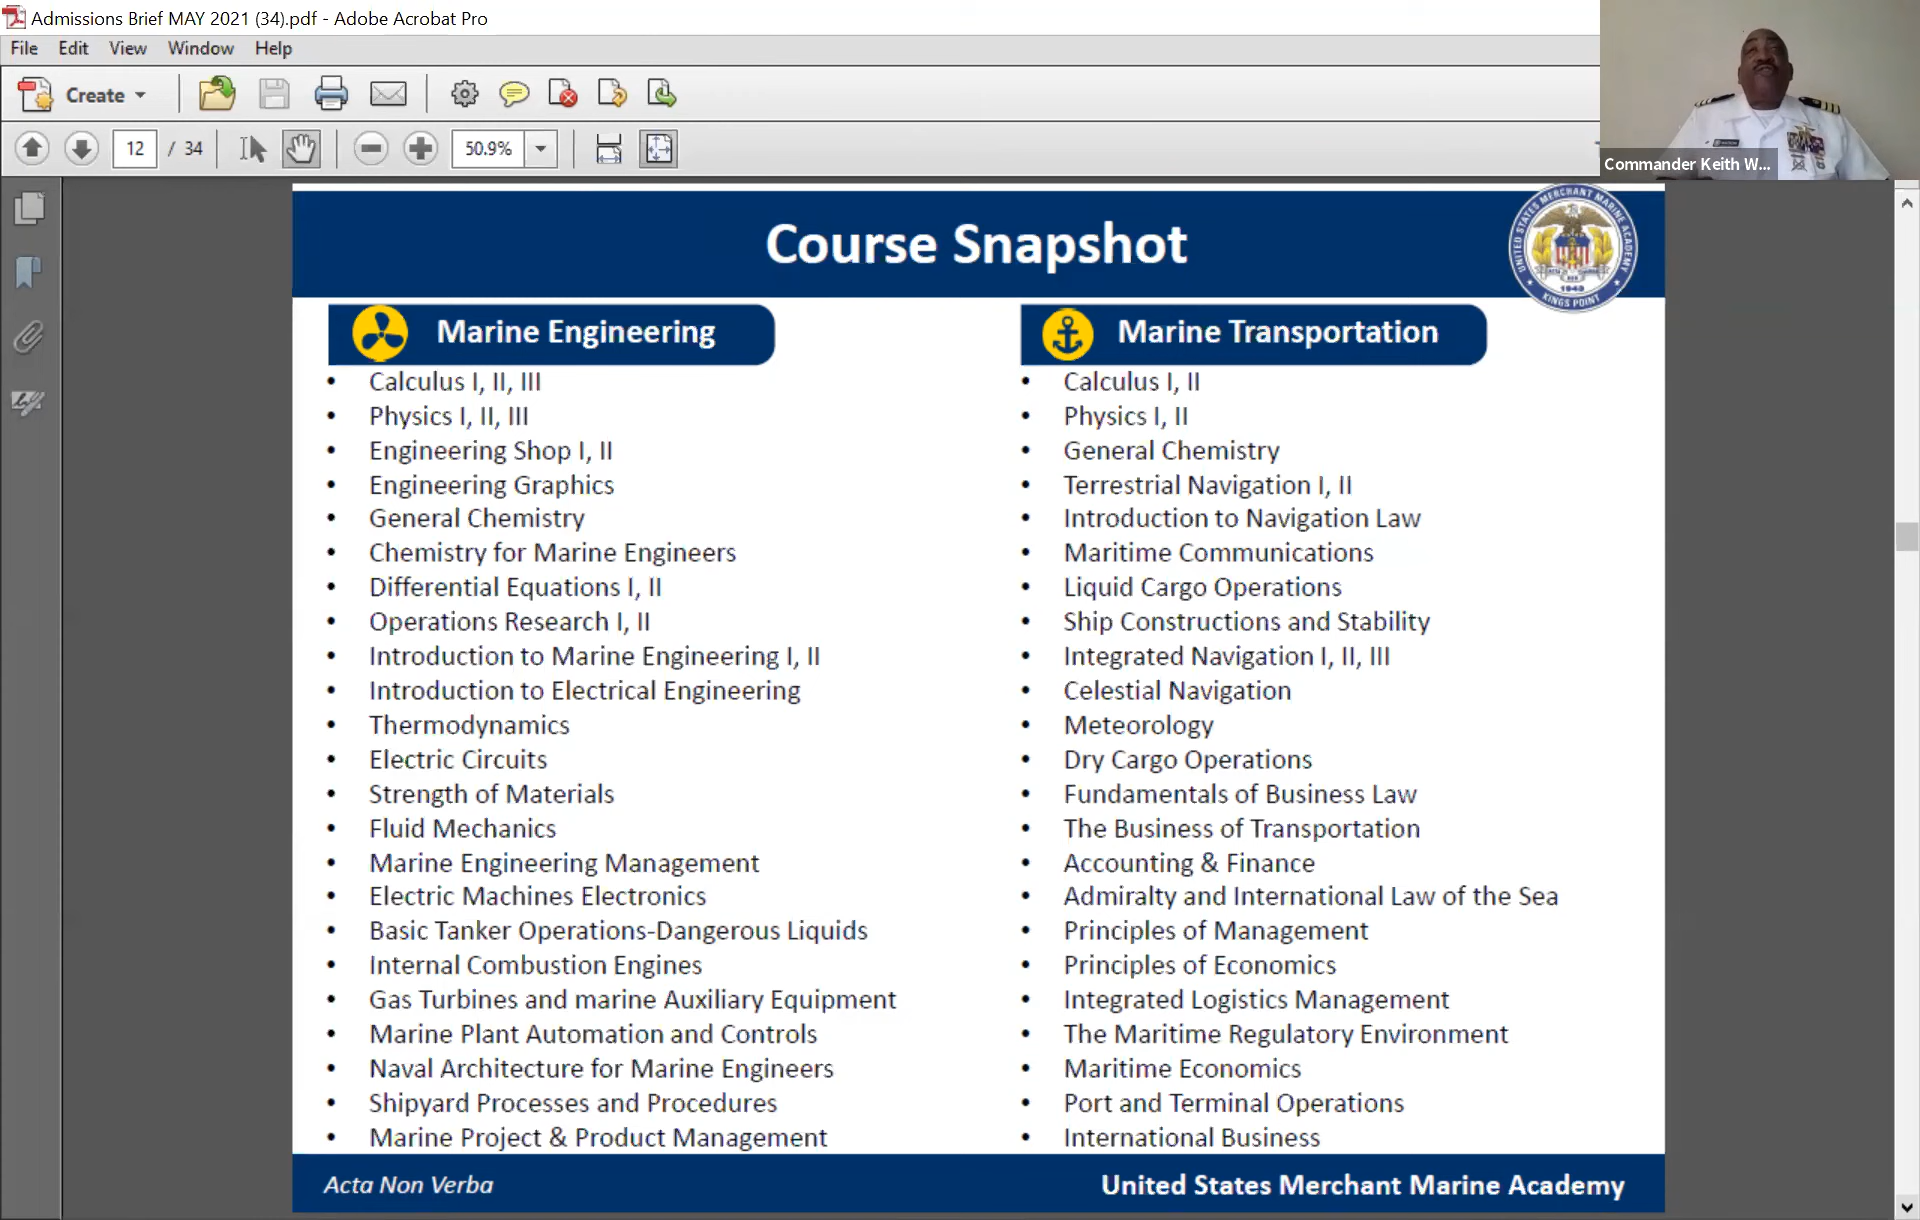 Admissions Brief MAY 2021 (34).pdf - Adobe Acrobat Pro
File Edit View Window Help
Create
12 / 34 50.9%
Commander Keith W...
Course Snapshot
UNITED STATES MERCHANT MARINE ACADEMY
1943
KINGS POINT
Marine Engineering
• Calculus I, II, III
• Physics I, II, III
• Engineering Shop I, II
• Engineering Graphics
• General Chemistry
• Chemistry for Marine Engineers
• Differential Equations I, II
• Operations Research I, II
• Introduction to Marine Engineering I, II
• Introduction to Electrical Engineering
• Thermodynamics
• Electric Circuits
• Strength of Materials
• Fluid Mechanics
• Marine Engineering Management
• Electric Machines Electronics
• Basic Tanker Operations-Dangerous Liquids
• Internal Combustion Engines
• Gas Turbines and marine Auxiliary Equipment
• Marine Plant Automation and Controls
• Naval Architecture for Marine Engineers
• Shipyard Processes and Procedures
• Marine Project & Product Management
Marine Transportation
• Calculus I, II
• Physics I, II
• General Chemistry
• Terrestrial Navigation I, II
• Introduction to Navigation Law
• Maritime Communications
• Liquid Cargo Operations
• Ship Constructions and Stability
• Integrated Navigation I, II, III
• Celestial Navigation
• Meteorology
• Dry Cargo Operations
• Fundamentals of Business Law
• The Business of Transportation
• Accounting & Finance
• Admiralty and International Law of the Sea
• Principles of Management
• Principles of Economics
• Integrated Logistics Management
• The Maritime Regulatory Environment
• Maritime Economics
• Port and Terminal Operations
• International Business
Acta Non Verba
United States Merchant Marine Academy